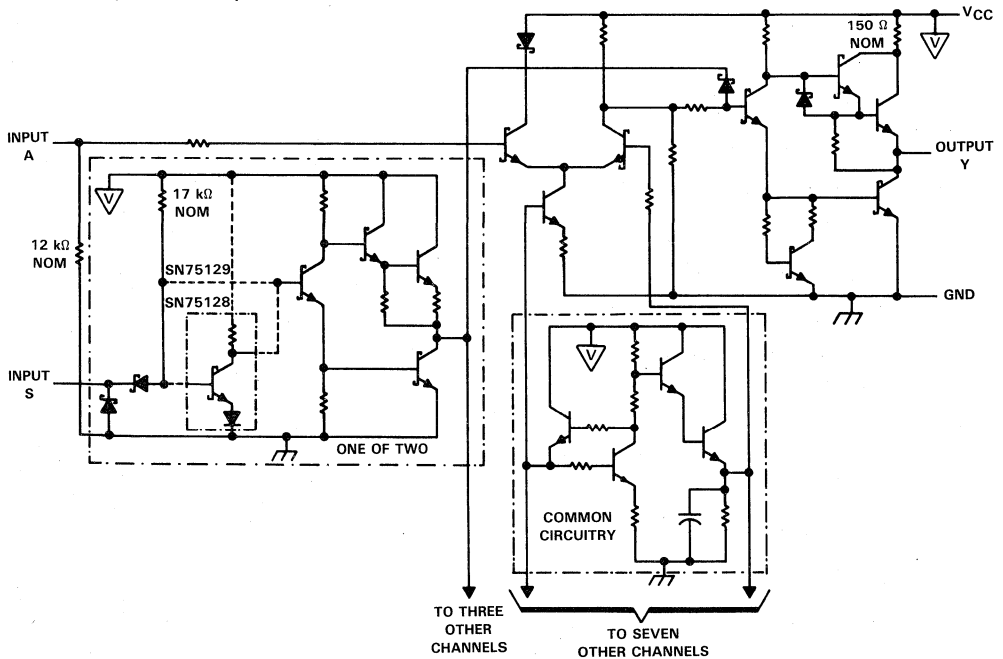 VCC
150 Ω
NOM
V
INPUT
A
OUTPUT
Y
V
17 kΩ
NOM
12 kΩ
NOM
SN75129
SN75128
GND
INPUT
S
V
ONE OF TWO
COMMON
CIRCUITRY
TO THREE
OTHER
CHANNELS
TO SEVEN
OTHER CHANNELS